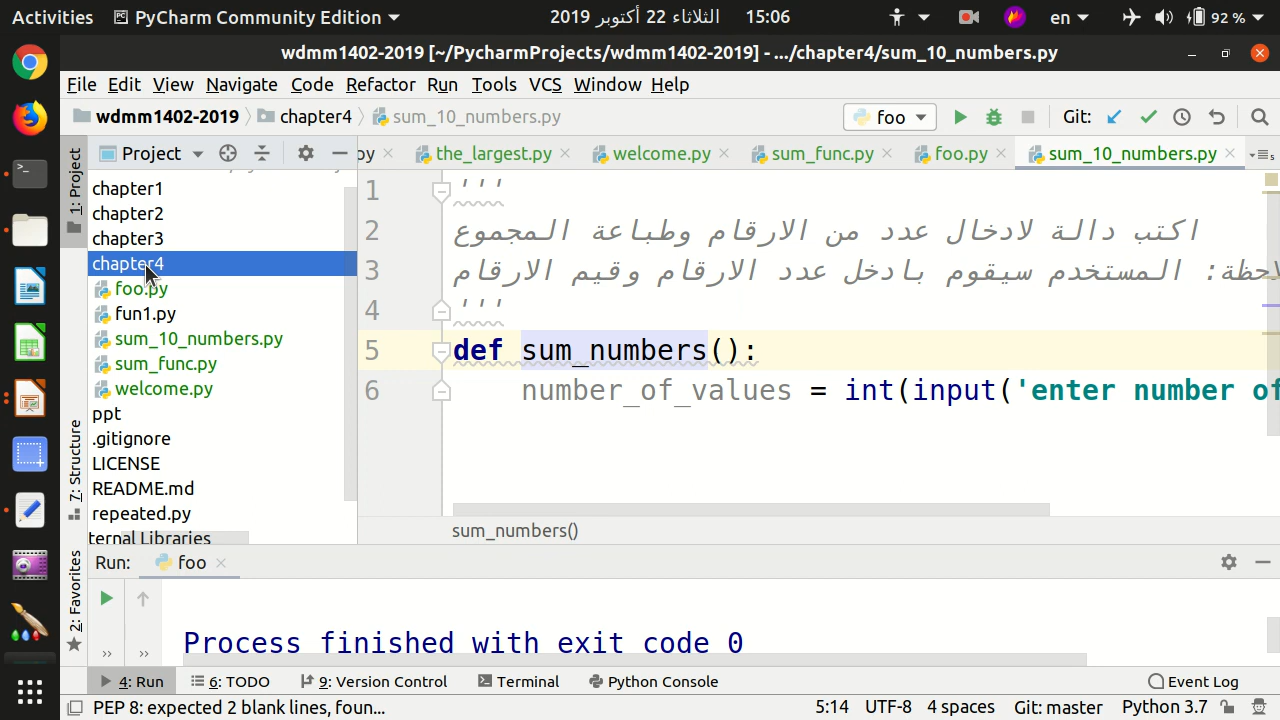 Activities PyCharm Community Edition الثلاثاء 22 أكتوبر 2019 15:06 en 92 %
wdmm1402-2019 [~/PycharmProjects/wdmm1402-2019] - .../chapter4/sum_10_numbers.py
File Edit View Navigate Code Refactor Run Tools VCS Window Help
wdmm1402-2019 chapter4 sum_10_numbers.py foo Git:
1: Project
Project
py the_largest.py welcome.py sum_func.py foo.py sum_10_numbers.py
chapter1
chapter2
chapter3
chapter4
foo.py
fun1.py
sum_10_numbers.py
sum_func.py
welcome.py
ppt
.gitignore
LICENSE
README.md
repeated.py
ternal Libraries
1 '''
2 اكتب دالة لادخال عدد من الارقام وطباعة المجموع
3 لاحظة: المستخدم سيقوم بادخل عدد الارقام وقيم الارقام
4 '''
5 def sum_numbers():
6 number_of_values = int(input('enter number of
sum_numbers()
7: Structure
2: Favorites
Run: foo
Process finished with exit code 0
4: Run 6: TODO 9: Version Control Terminal Python Console Event Log
PEP 8: expected 2 blank lines, foun... 5:14 UTF-8 4 spaces Git: master Python 3.7